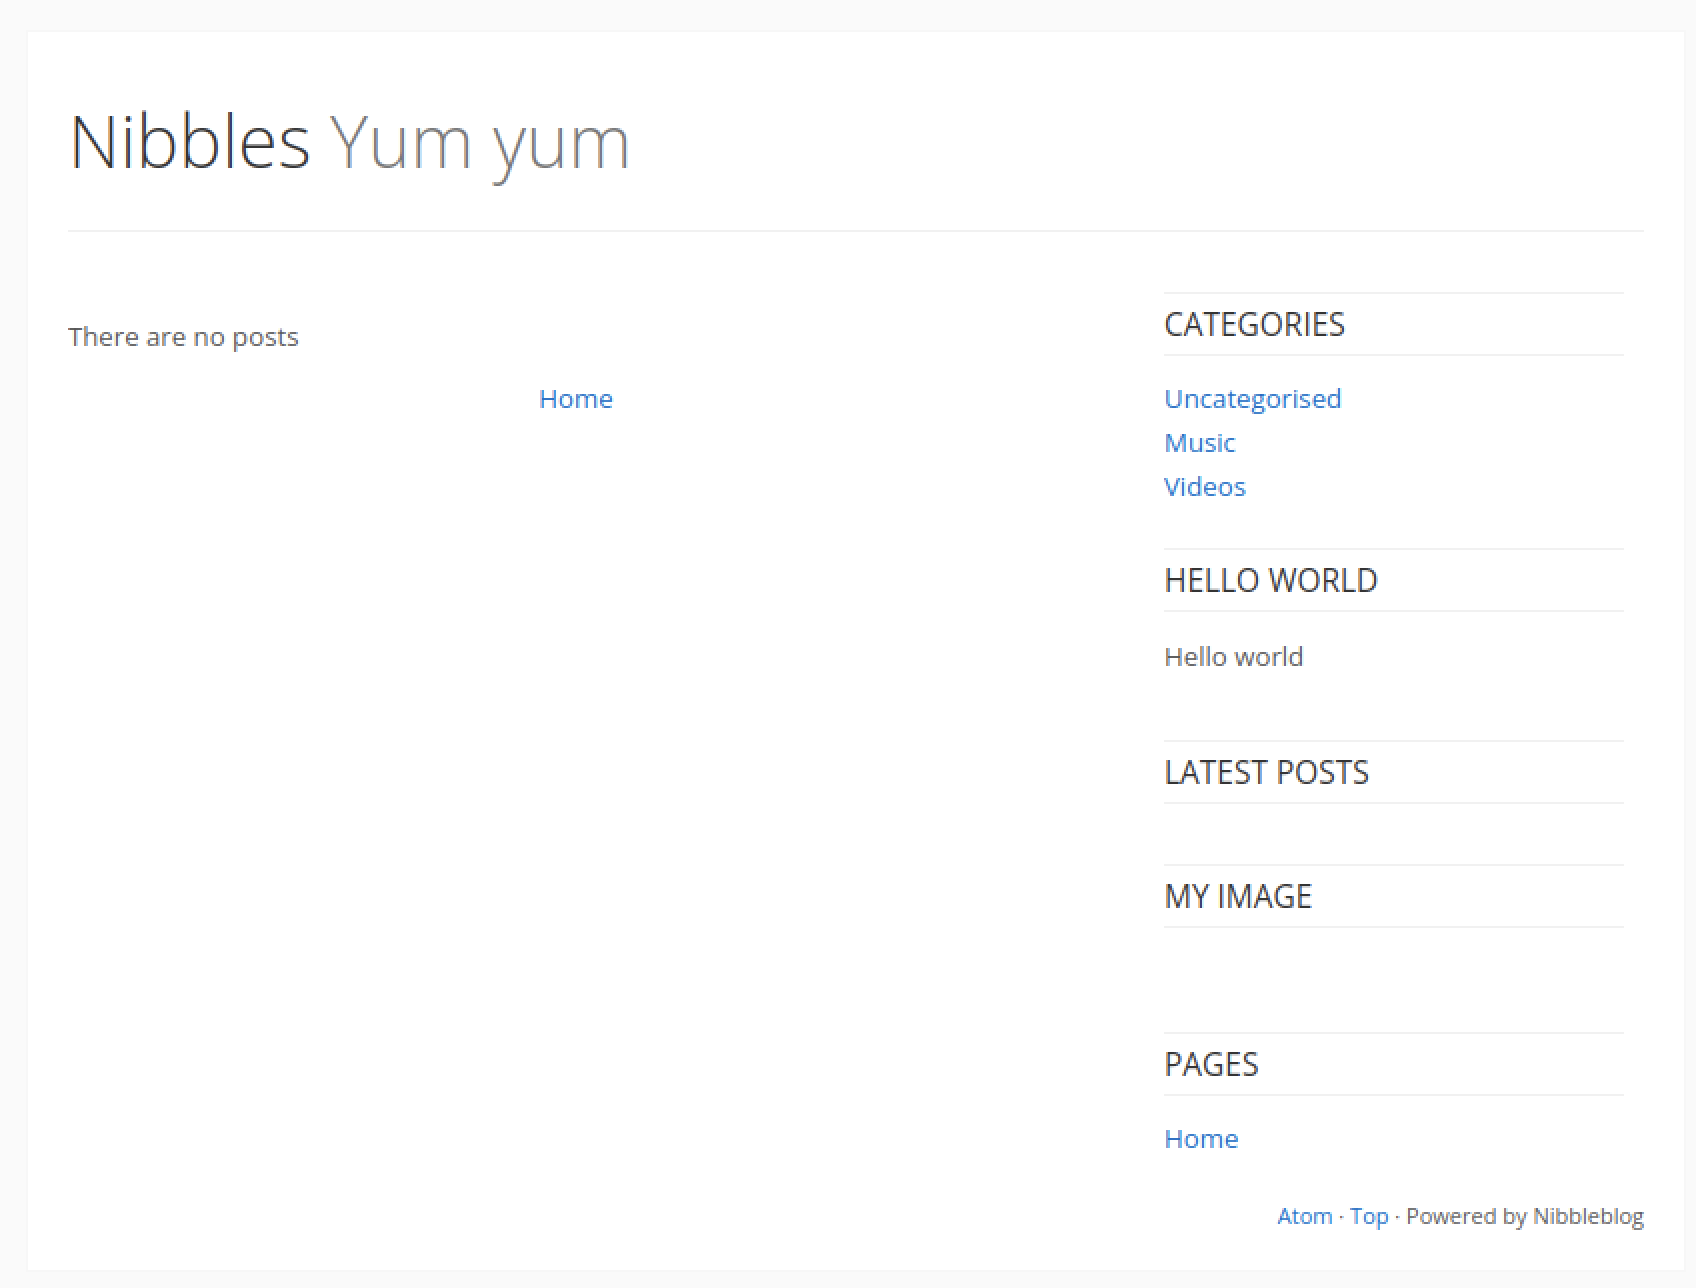 Nibbles Yum yum
There are no posts
Home
CATEGORIES
Uncategorised
Music
Videos
HELLO WORLD
Hello world
LATEST POSTS
MY IMAGE
PAGES
Home
Atom · Top · Powered by Nibbleblog